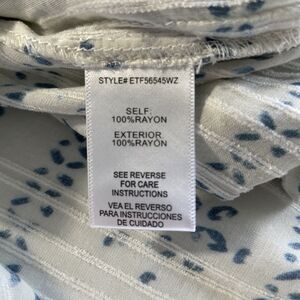 STYLE# ETF56545WZ
SELF:
100%RAYON
EXTERIOR:
100%RAYÓN
SEE REVERSE
FOR CARE
INSTRUCTIONS
VEA EL REVERSO
PARA INSTRUCCIONES
DE CUIDADO